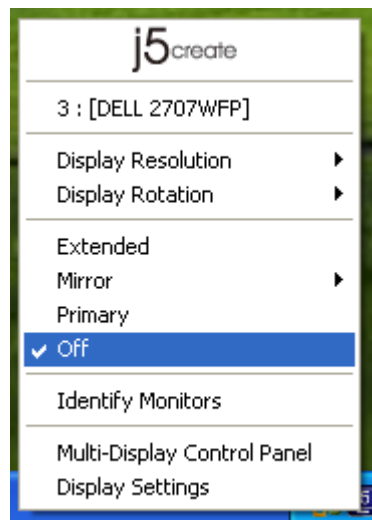 j5create
3 : [DELL 2707WFP]
Display Resolution
Display Rotation
Extended
Mirror
Primary
Off
Identify Monitors
Multi-Display Control Panel
Display Settings